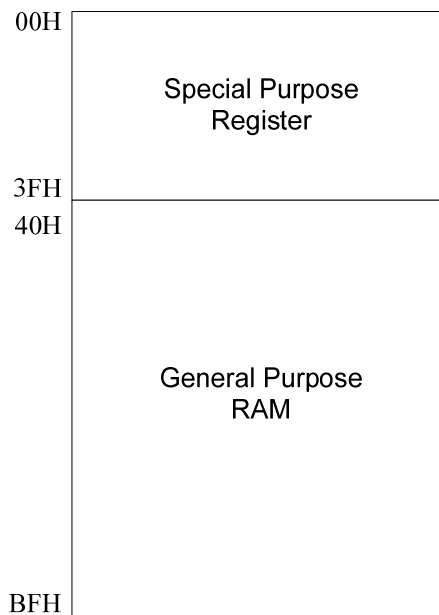 00H
Special Purpose
Register
3FH
40H
General Purpose
RAM
BFH